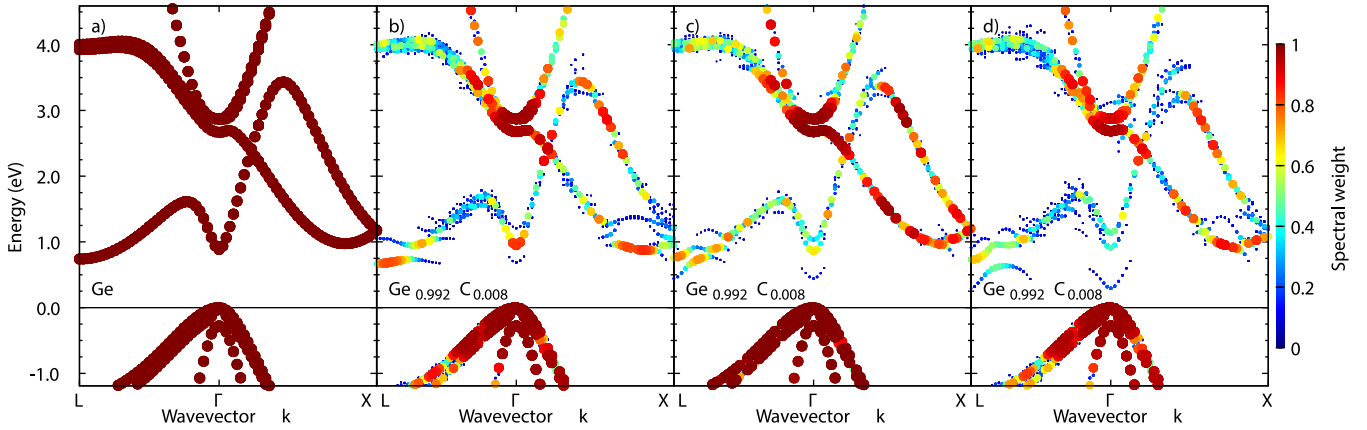 a) b) c) d)
4.0
3.0
2.0
1.0
0.0
-1.0
Energy (eV)
Ge
Ge 0.992 C 0.008
Ge 0.992 C 0.008
Ge 0.992 C 0.008
L Γ X L Γ X L Γ X L Γ X
Wavevector k
Wavevector k
Wavevector k
Wavevector k
1
0.8
0.6
0.4
0.2
0
Spectral weight